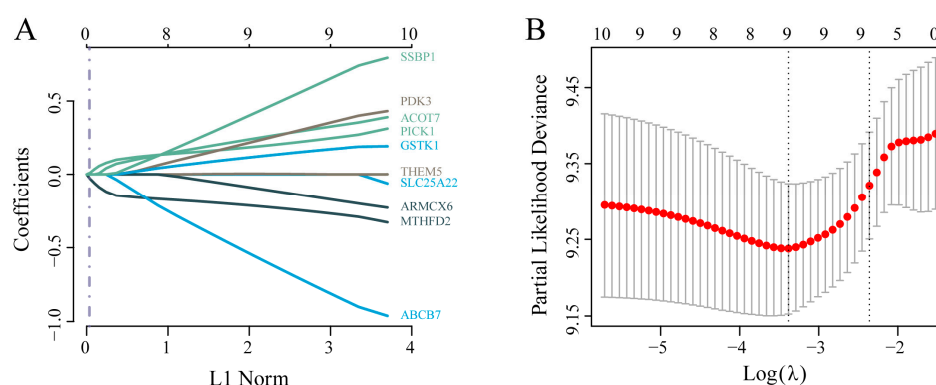 A
0 8 9 9 10
Coefficients
0.5
0.0
−0.5
−1.0
SSBP1
PDK3
ACOT7
PICK1
GSTK1
THEM5
SLC25A22
ARMCX6
MTHFD2
ABCB7
0 1 2 3 4
L1 Norm
B
10 9 9 8 8 9 9 9 9 5 0
Partial Likelihood Deviance
9.45
9.35
9.25
9.15
−5 −4 −3 −2
Log(λ)